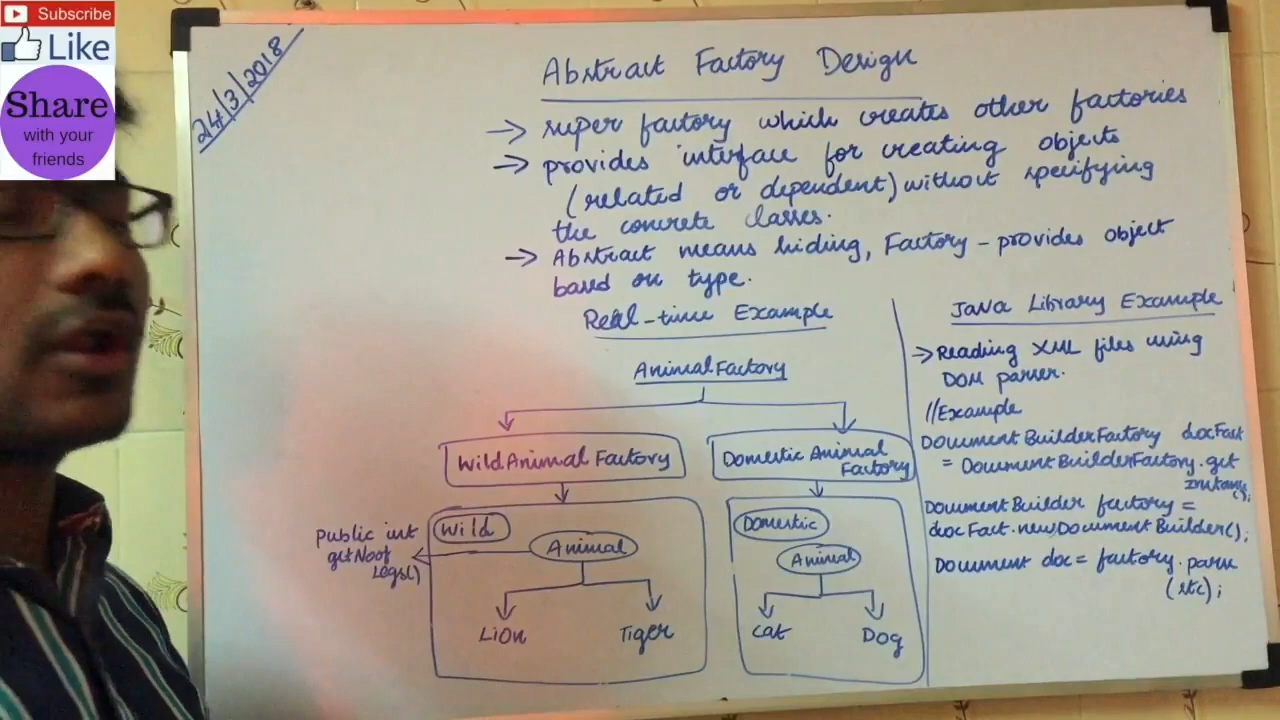 Subscribe
Like
Share
with your
friends
24/3/2018
Abstract Factory Design
→ super factory which creates other factories
→ provides interface for creating objects
(related or dependent) without specifying
the concrete classes.
→ Abstract means hiding, Factory - provides object
based on type.
Real-time Example
AnimalFactory
WildAnimal Factory
Domestic Animal
Factory
Wild
Animal
public int
getNoof
Legs()
Lion
Tiger
Domestic
Animal
Cat
Dog
Java Library Example
→ Reading XML files using
DOM parser.
//Example
DocumentBuilderFactory docFact
= DocumentBuilderFactory.get
Instance
();
DocumentBuilder factory =
docFact.newDocumentBuilder();
Document doc = factory.parse
(etc);